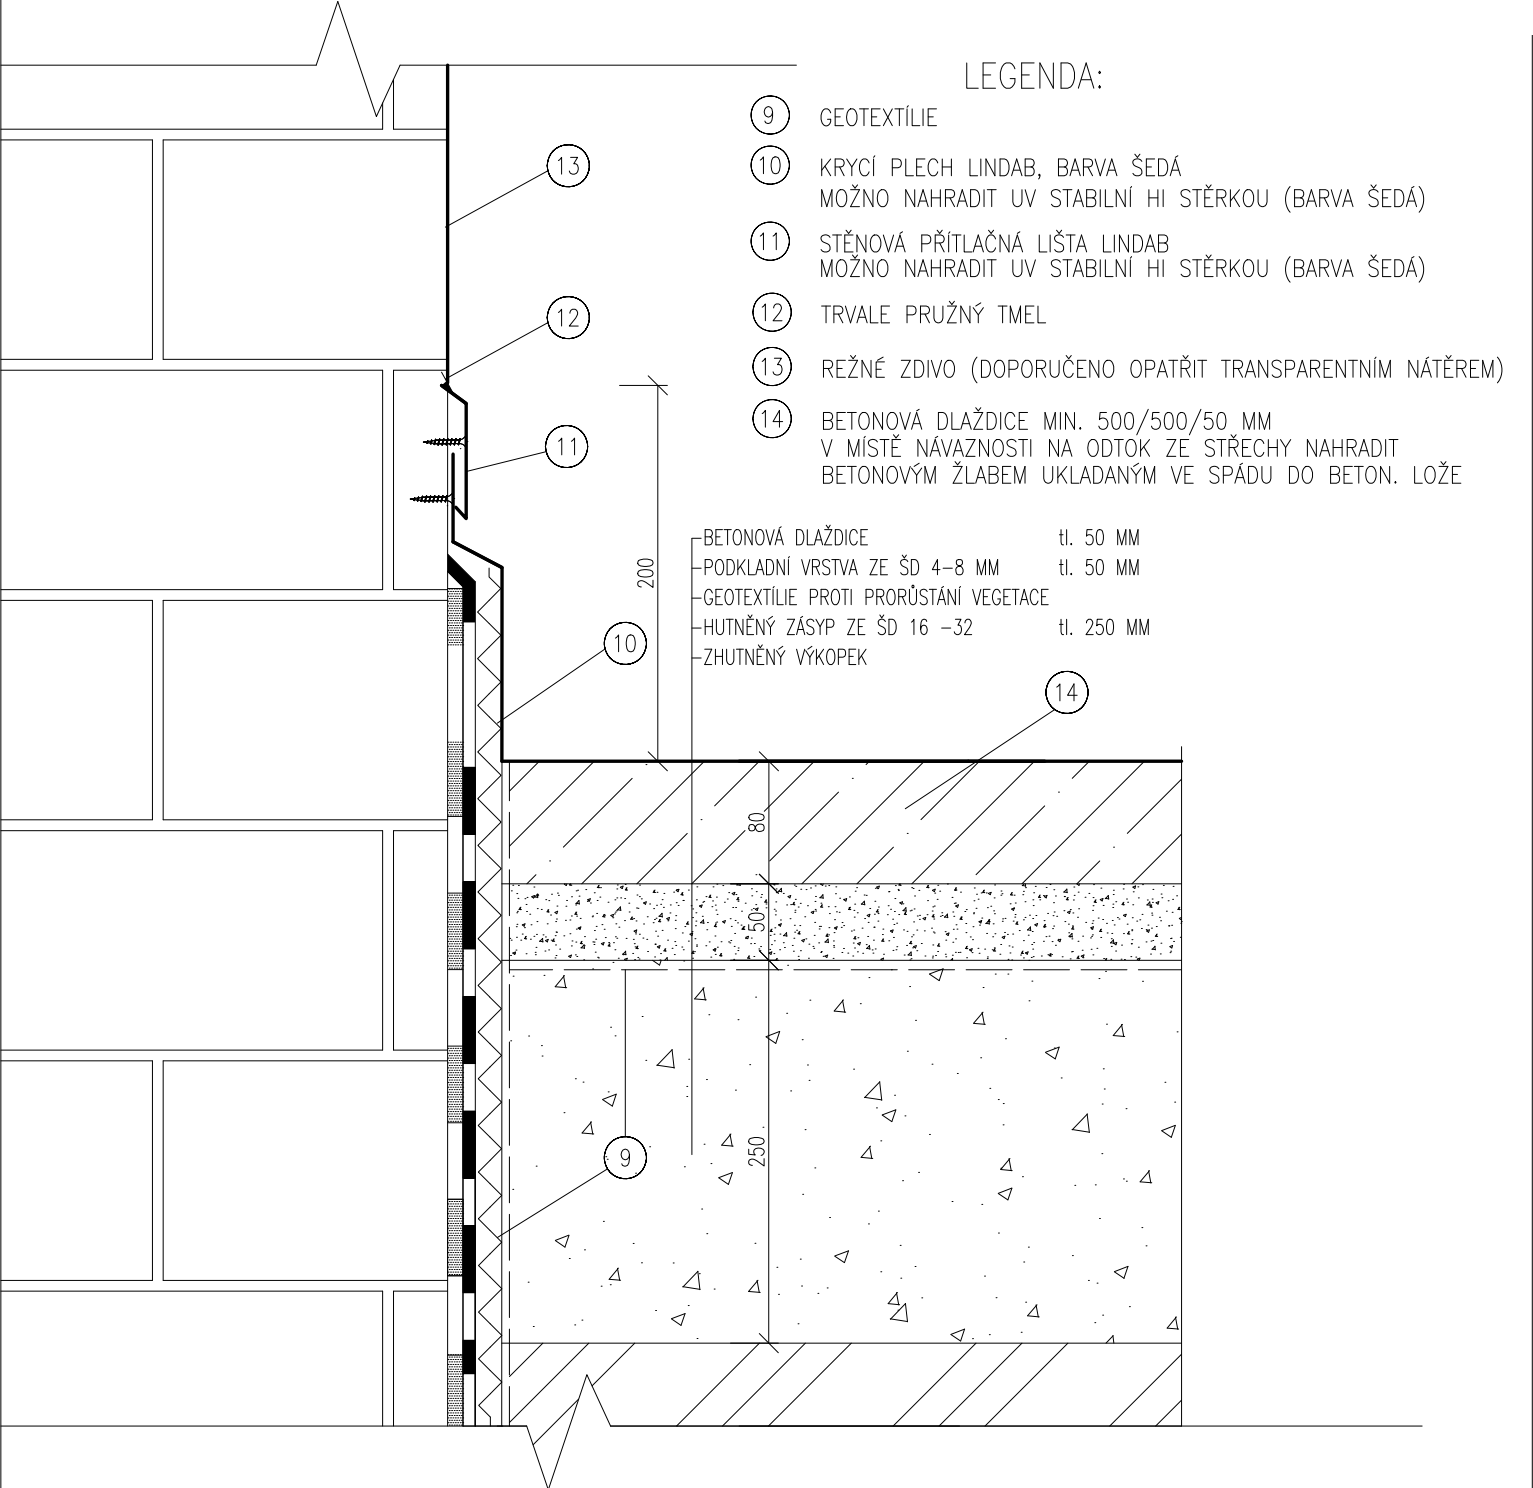 LEGENDA:
9 GEOTEXTÍLIE
10 KRYCÍ PLECH LINDAB, BARVA ŠEDÁ
MOŽNO NAHRADIT UV STABILNÍ HI STĚRKOU (BARVA ŠEDÁ)
11 STĚNOVÁ PŘÍTLAČNÁ LIŠTA LINDAB
MOŽNO NAHRADIT UV STABILNÍ HI STĚRKOU (BARVA ŠEDÁ)
12 TRVALE PRUŽNÝ TMEL
13 REŽNÉ ZDIVO (DOPORUČENO OPATŘIT TRANSPARENTNÍM NÁTĚREM)
14 BETONOVÁ DLAŽDICE MIN. 500/500/50 MM
V MÍSTĚ NÁVAZNOSTI NA ODTOK ZE STŘECHY NAHRADIT
BETONOVÝM ŽLABEM UKLADANÝM VE SPÁDU DO BETON. LOŽE
BETONOVÁ DLAŽDICE tl. 50 MM
PODKLADNÍ VRSTVA ZE ŠD 4-8 MM tl. 50 MM
GEOTEXTÍLIE PROTI PRORŮSTÁNÍ VEGETACE
HUTNĚNÝ ZÁSYP ZE ŠD 16 -32 tl. 250 MM
ZHUTNĚNÝ VÝKOPEK
13
12
11
200
10
14
80
50
250
9